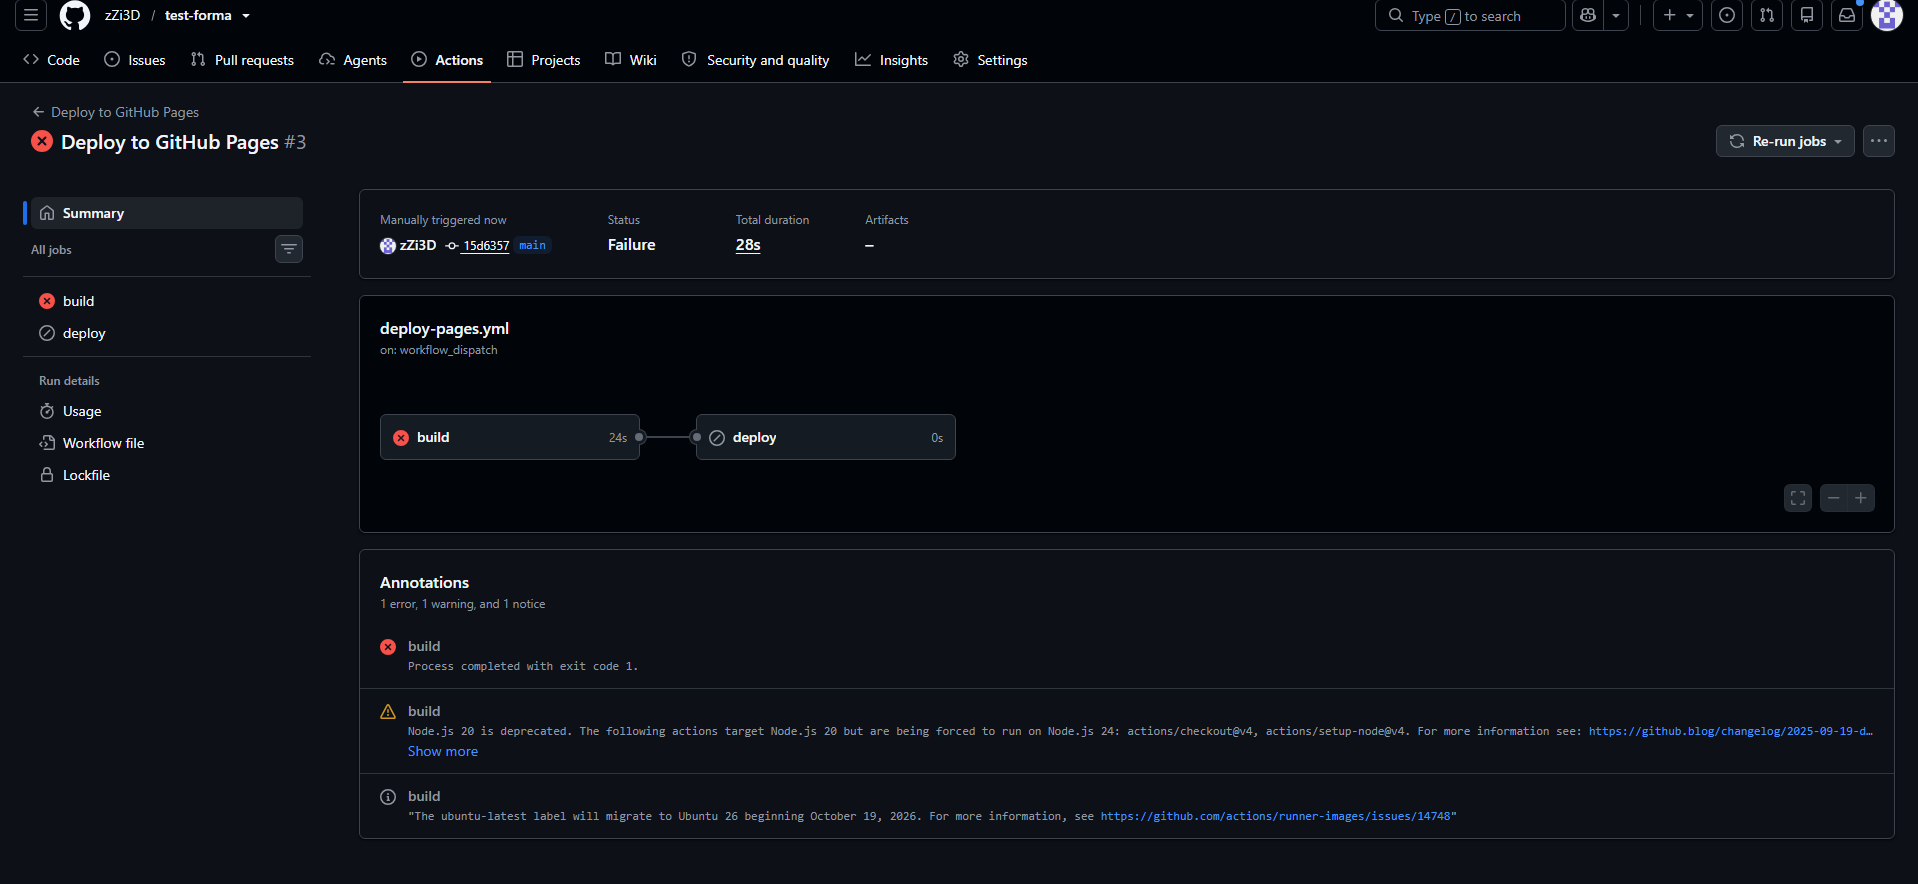 zZi3D / test-forma
Type / to search
Code
Issues
Pull requests
Agents
Actions
Projects
Wiki
Security and quality
Insights
Settings
Deploy to GitHub Pages
Deploy to GitHub Pages #3
Re-run jobs
Summary
All jobs
build
deploy
Run details
Usage
Workflow file
Lockfile
Manually triggered now
Status
Total duration
Artifacts
zZi3D 15d6357 main
Failure
28s
–
deploy-pages.yml
on: workflow_dispatch
build 24s
deploy 0s
Annotations
1 error, 1 warning, and 1 notice
build
Process completed with exit code 1.
build
Node.js 20 is deprecated. The following actions target Node.js 20 but are being forced to run on Node.js 24: actions/checkout@v4, actions/setup-node@v4. For more information see: https://github.blog/changelog/2025-09-19-d…
Show more
build
"The ubuntu-latest label will migrate to Ubuntu 26 beginning October 19, 2026. For more information, see https://github.com/actions/runner-images/issues/14748"